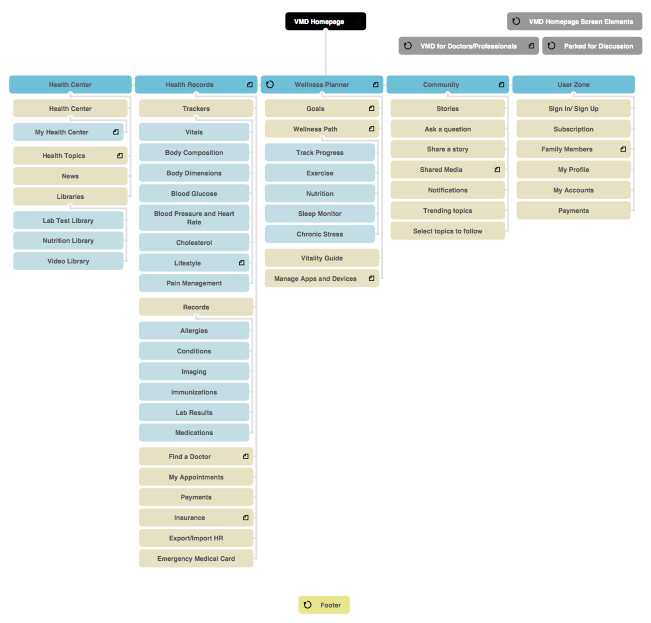 VMD Homepage
VMD Homepage Screen Elements
VMD for Doctors/Professionals
Parked for Discussion
Health Center
Health Center
My Health Center
Health Topics
News
Libraries
Lab Test Library
Nutrition Library
Video Library
Health Records
Trackers
Vitals
Body Composition
Body Dimensions
Blood Glucose
Blood Pressure and Heart
Rate
Cholesterol
Lifestyle
Pain Management
Records
Allergies
Conditions
Imaging
Immunizations
Lab Results
Medications
Find a Doctor
My Appointments
Payments
Insurance
Export/Import HR
Emergency Medical Card
Wellness Planner
Goals
Wellness Path
Track Progress
Exercise
Nutrition
Sleep Monitor
Chronic Stress
Vitality Guide
Manage Apps and Devices
Community
Stories
Ask a question
Share a story
Shared Media
Notifications
Trending topics
Select topics to follow
User Zone
Sign In/ Sign Up
Subscription
Family Members
My Profile
My Accounts
Payments
Footer